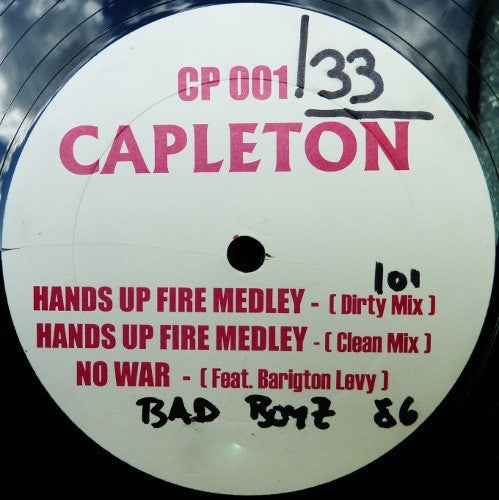 CP 001 /33
CAPLETON
101
HANDS UP FIRE MEDLEY - ( Dirty Mix )
HANDS UP FIRE MEDLEY - ( Clean Mix )
NO WAR - ( Feat. Barigton Levy )
BAD BOYZ 86